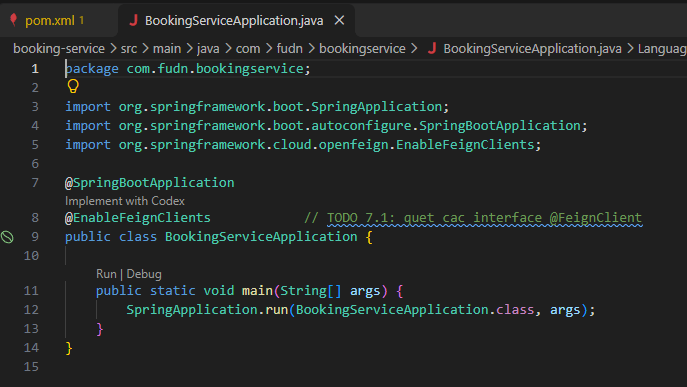 pom.xml 1 J BookingServiceApplication.java ×
booking-service > src > main > java > com > fudn > bookingservice > J BookingServiceApplication.java > Language
1 package com.fudn.bookingservice;
2
3 import org.springframework.boot.SpringApplication;
4 import org.springframework.boot.autoconfigure.SpringBootApplication;
5 import org.springframework.cloud.openfeign.EnableFeignClients;
6
7 @SpringBootApplication
Implement with Codex
8 @EnableFeignClients // TODO 7.1: quet cac interface @FeignClient
9 public class BookingServiceApplication {
10
Run | Debug
11 public static void main(String[] args) {
12 SpringApplication.run(BookingServiceApplication.class, args);
13 }
14 }
15